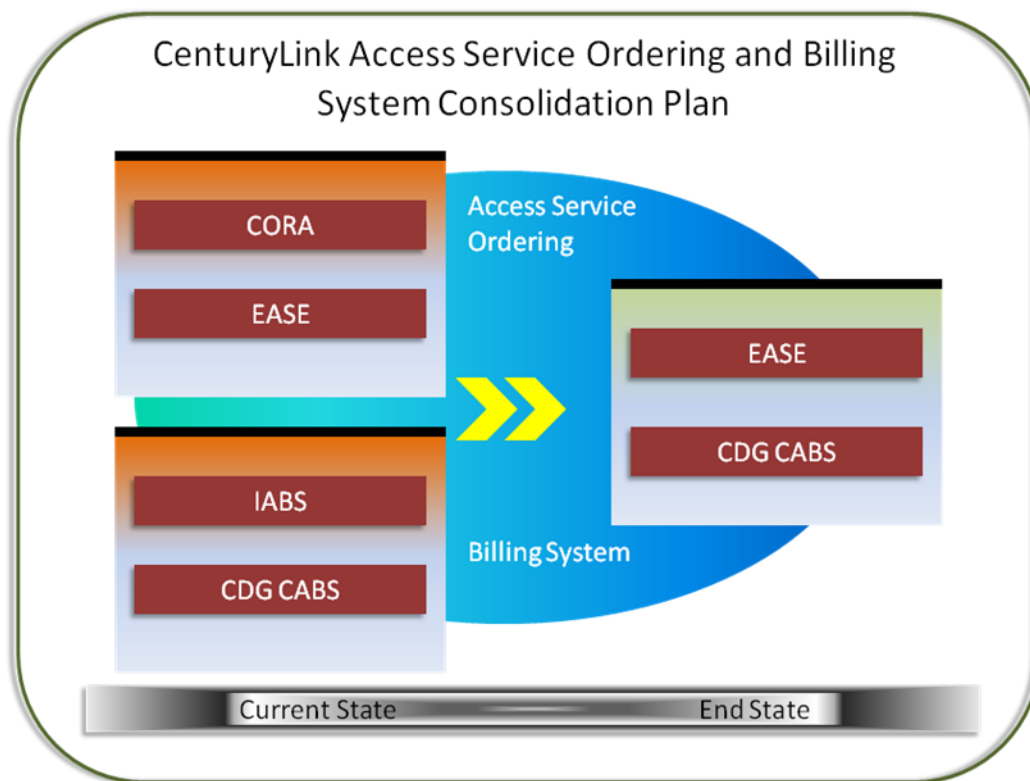 CenturyLink Access Service Ordering and Billing
System Consolidation Plan
CORA
EASE
Access Service
Ordering
IABS
CDG CABS
Billing System
EASE
CDG CABS
Current State
End State